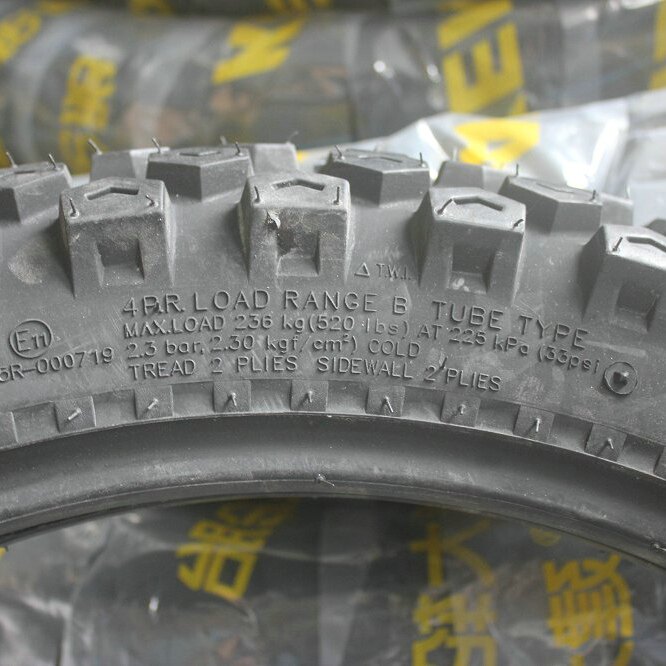 △ T.W.I.
4P.R. LOAD RANGE B TUBE TYPE
MAX.LOAD 236 kg(520 lbs) AT 225 kPa (33psi
2.3 bar, 2.30 kgf/cm²) COLD
TREAD 2 PLIES SIDEWALL 2 PLIES
E11
5R-000719